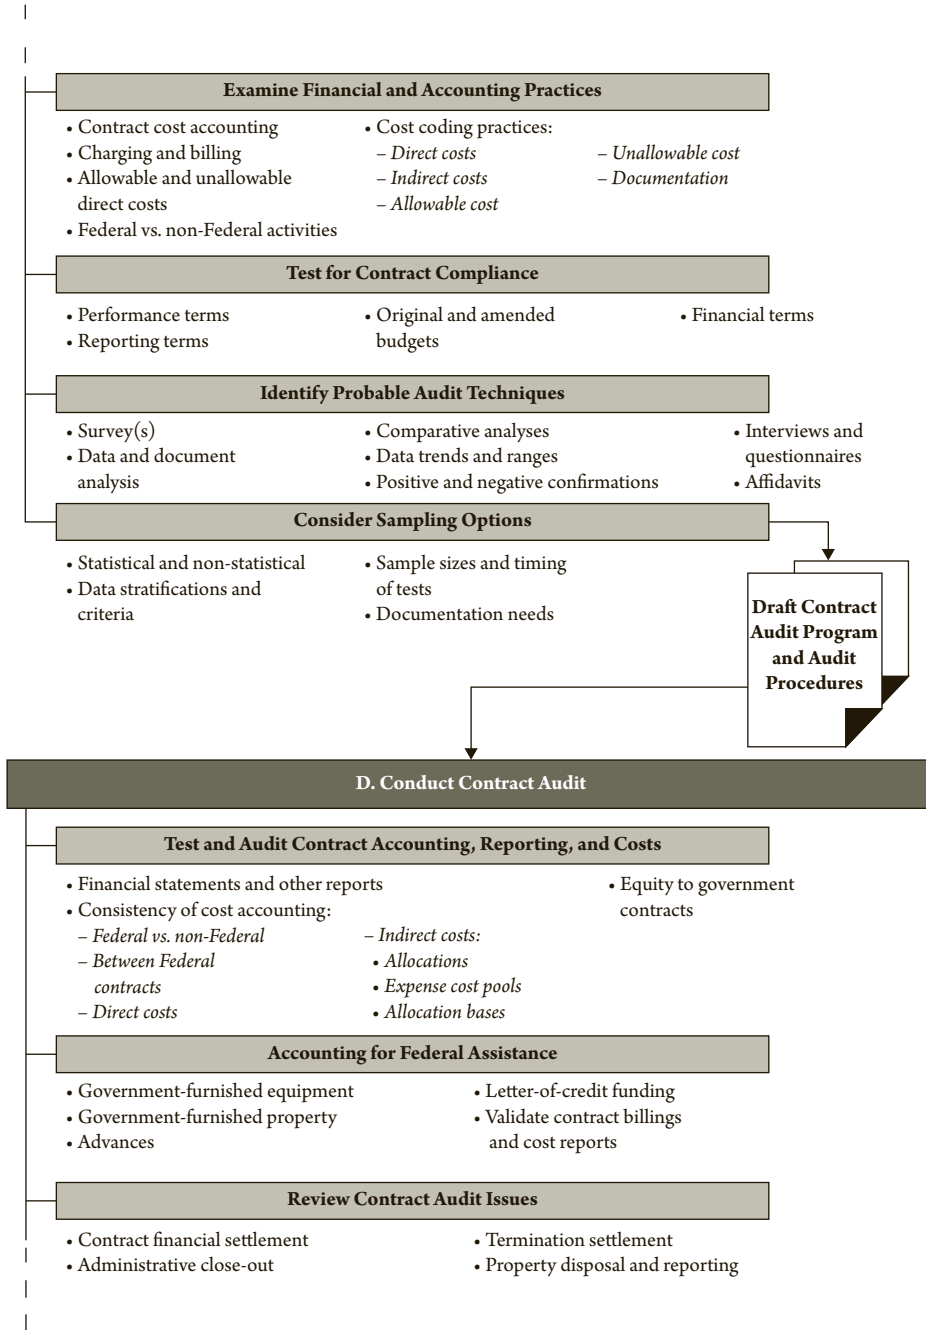 Examine Financial and Accounting Practices
• Contract cost accounting
• Charging and billing
• Allowable and unallowable
direct costs
• Federal vs. non-Federal activities
• Cost coding practices:
– Direct costs
– Indirect costs
– Allowable cost
– Unallowable cost
– Documentation
Test for Contract Compliance
• Performance terms
• Reporting terms
• Original and amended
budgets
• Financial terms
Identify Probable Audit Techniques
• Survey(s)
• Data and document
analysis
• Comparative analyses
• Data trends and ranges
• Positive and negative confirmations
• Interviews and
questionnaires
• Affidavits
Consider Sampling Options
• Statistical and non-statistical
• Data stratifications and
criteria
• Sample sizes and timing
of tests
• Documentation needs
Draft Contract
Audit Program
and Audit
Procedures
D. Conduct Contract Audit
Test and Audit Contract Accounting, Reporting, and Costs
• Financial statements and other reports
• Consistency of cost accounting:
– Federal vs. non-Federal
– Between Federal
contracts
– Direct costs
– Indirect costs:
• Allocations
• Expense cost pools
• Allocation bases
• Equity to government
contracts
Accounting for Federal Assistance
• Government-furnished equipment
• Government-furnished property
• Advances
• Letter-of-credit funding
• Validate contract billings
and cost reports
Review Contract Audit Issues
• Contract financial settlement
• Administrative close-out
• Termination settlement
• Property disposal and reporting